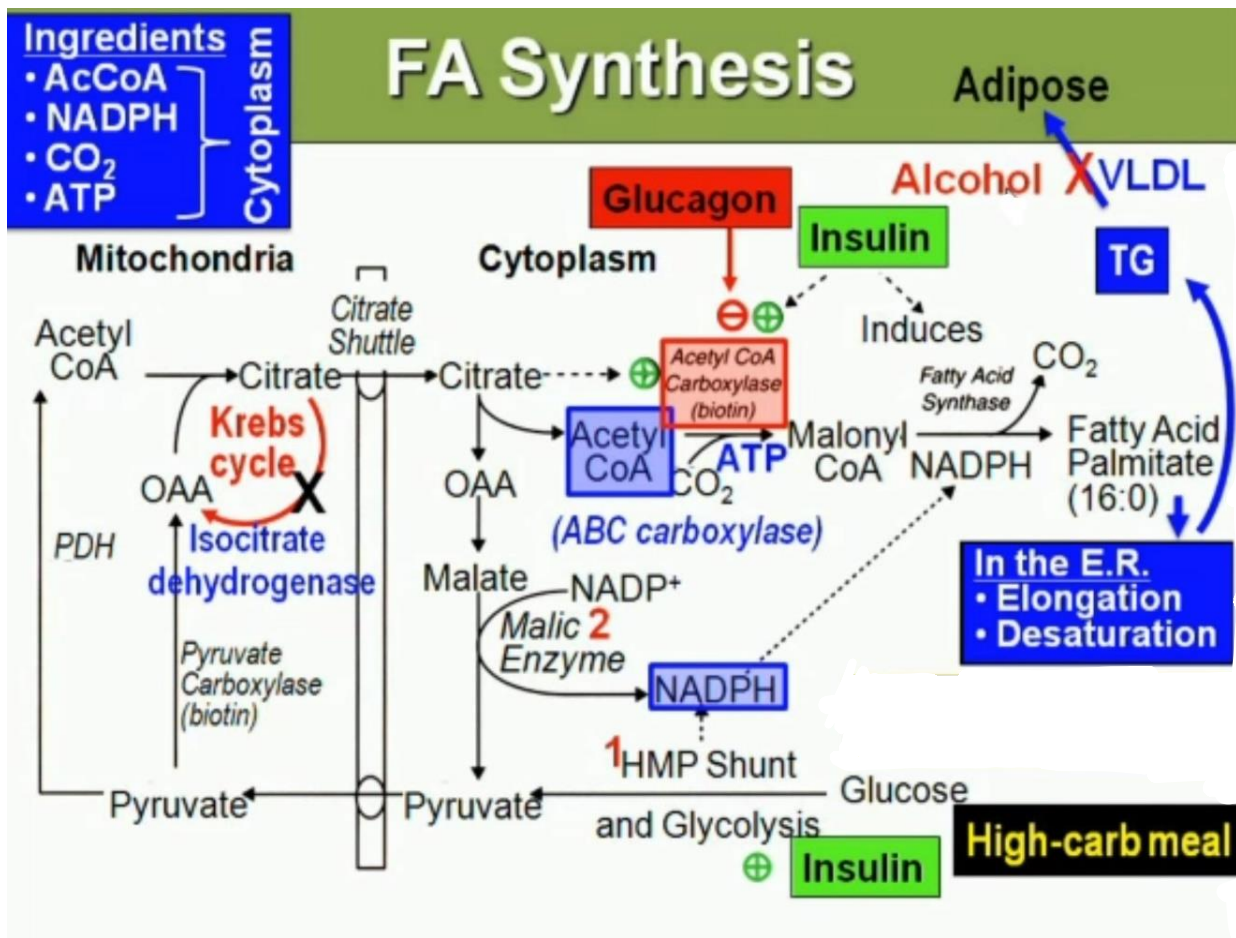 Ingredients
• AcCoA
• NADPH
• CO₂
• ATP
Cytoplasm
FA Synthesis
Adipose
Alcohol X VLDL
Glucagon
Insulin
TG
Mitochondria
Cytoplasm
Citrate
Shuttle
Induces
Acetyl
CoA
Citrate
Citrate
⊖ ⊕
⊕
Acetyl CoA
Carboxylase
(biotin)
Fatty Acid
Synthase
CO₂
Krebs
cycle
X
OAA
OAA
Acetyl
CoA
CO₂
ATP
Malonyl
CoA
NADPH
Fatty Acid
Palmitate
(16:0)
(ABC carboxylase)
PDH
Isocitrate
dehydrogenase
Malate
NADP⁺
Malic 2
Enzyme
NADPH
In the E.R.
• Elongation
• Desaturation
Pyruvate
Carboxylase
(biotin)
1 HMP Shunt
and Glycolysis
Pyruvate
Pyruvate
Glucose
⊕ Insulin
High-carb meal